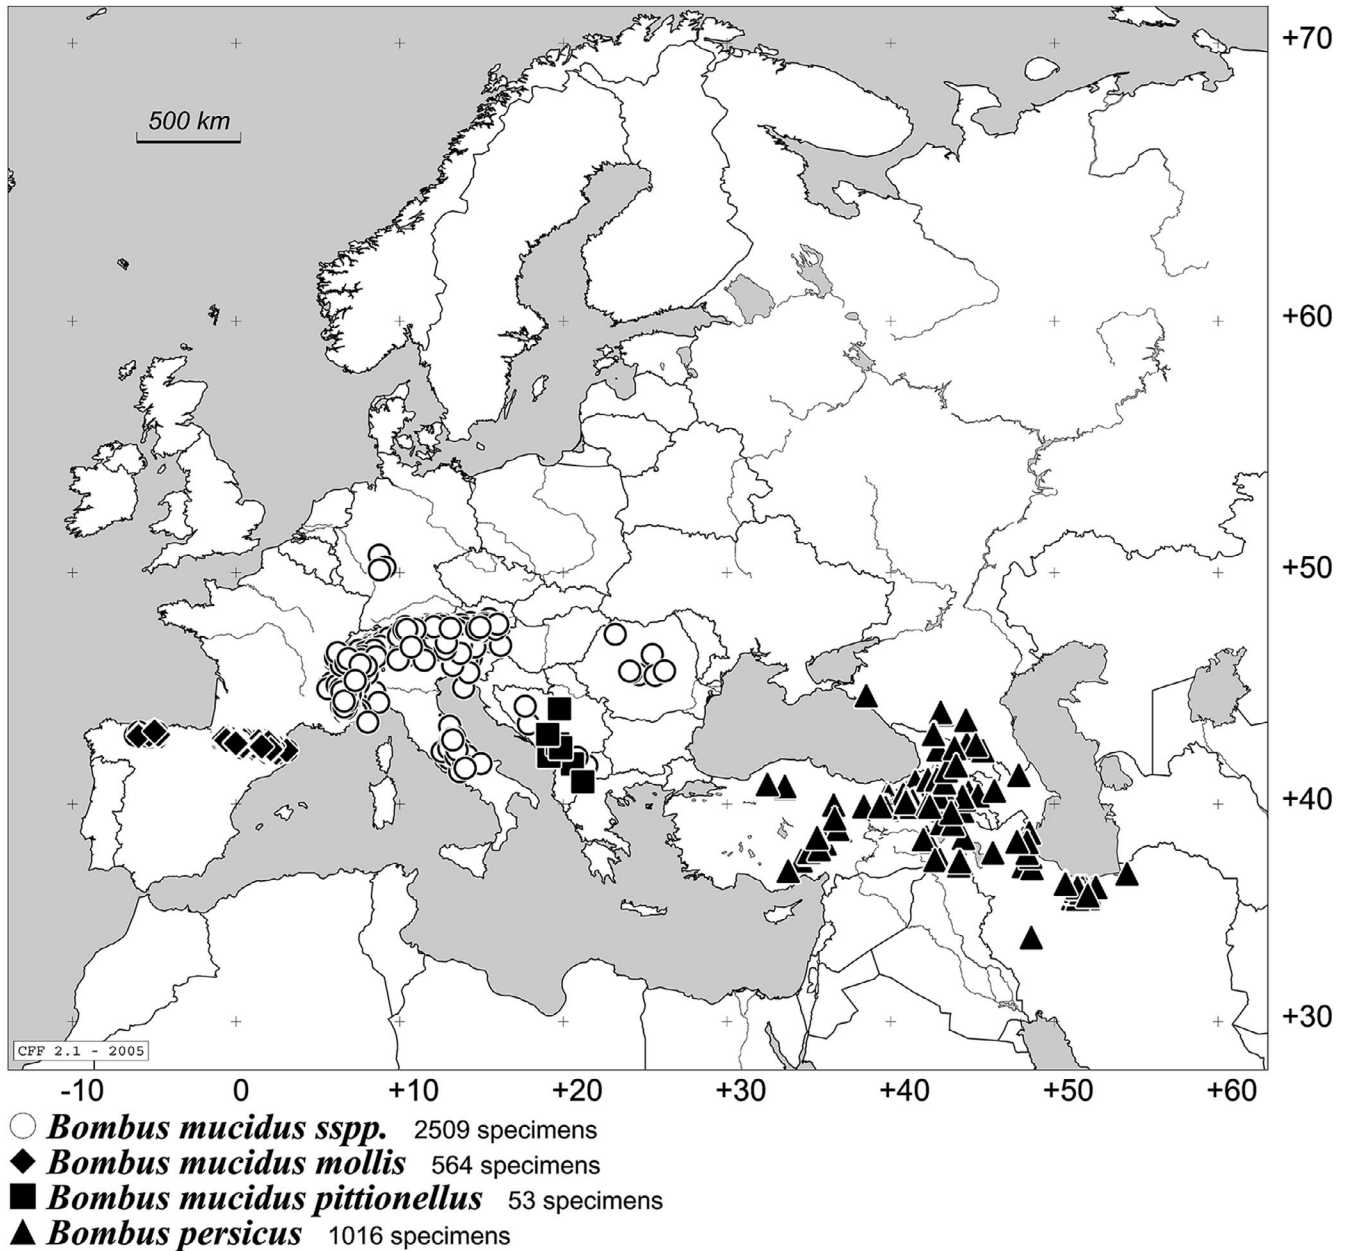 +70
500 km
+60
+50
+40
+30
CFF 2.1 - 2005
-10 0 +10 +20 +30 +40 +50 +60
Bombus mucidus sspp. 2509 specimens
Bombus mucidus mollis 564 specimens
Bombus mucidus pittionellus 53 specimens
Bombus persicus 1016 specimens